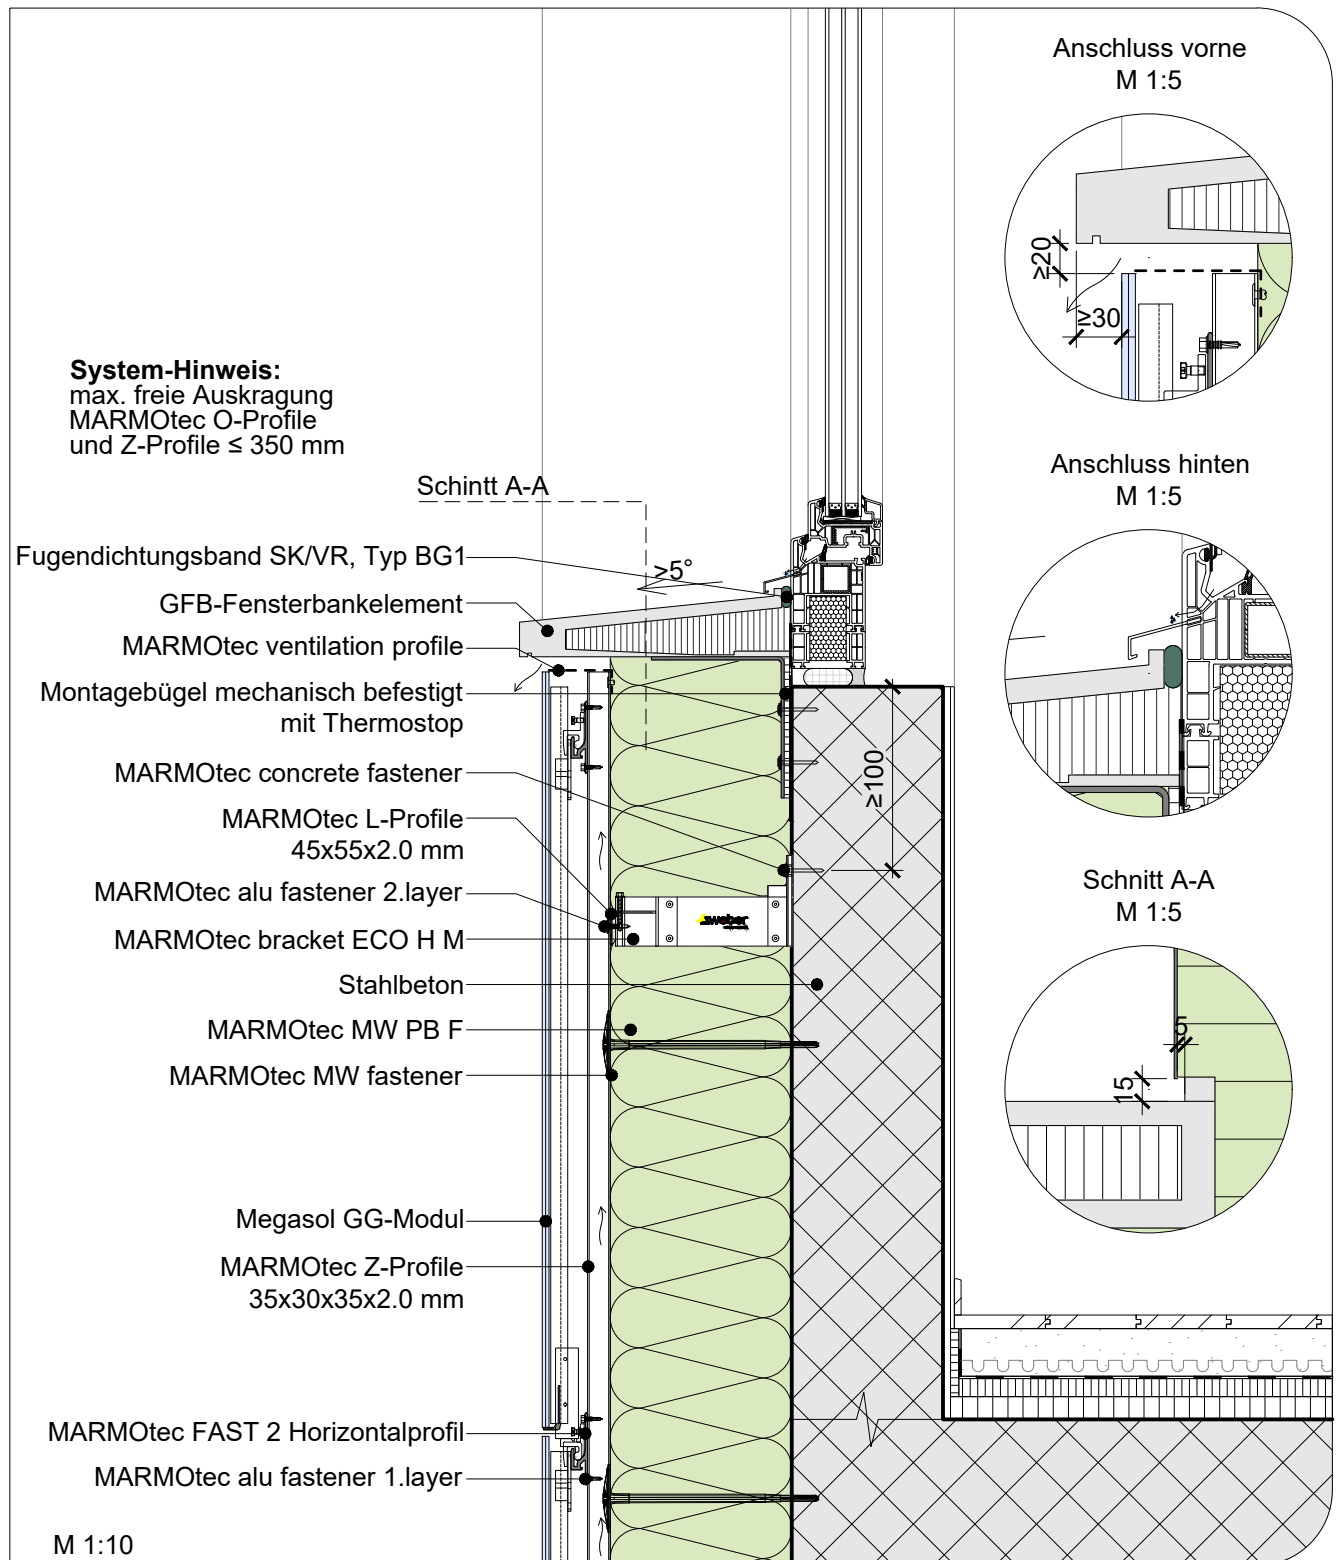 Anschluss vorne
M 1:5
≥20
≥30
System-Hinweis:
max. freie Auskragung
MARMOtec O-Profile
und Z-Profile ≤ 350 mm
Anschluss hinten
M 1:5
Schintt A-A
Fugendichtungsband SK/VR, Typ BG1
≥5°
GFB-Fensterbankelement
MARMOtec ventilation profile
Montagebügel mechanisch befestigt
mit Thermostop
MARMOtec concrete fastener
≥100
MARMOtec L-Profile
45x55x2.0 mm
MARMOtec alu fastener 2.layer
MARMOtec bracket ECO H M
weber
Stahlbeton
MARMOtec MW PB F
MARMOtec MW fastener
Schnitt A-A
M 1:5
5
15
Megasol GG-Modul
MARMOtec Z-Profile
35x30x35x2.0 mm
MARMOtec FAST 2 Horizontalprofil
MARMOtec alu fastener 1.layer
M 1:10